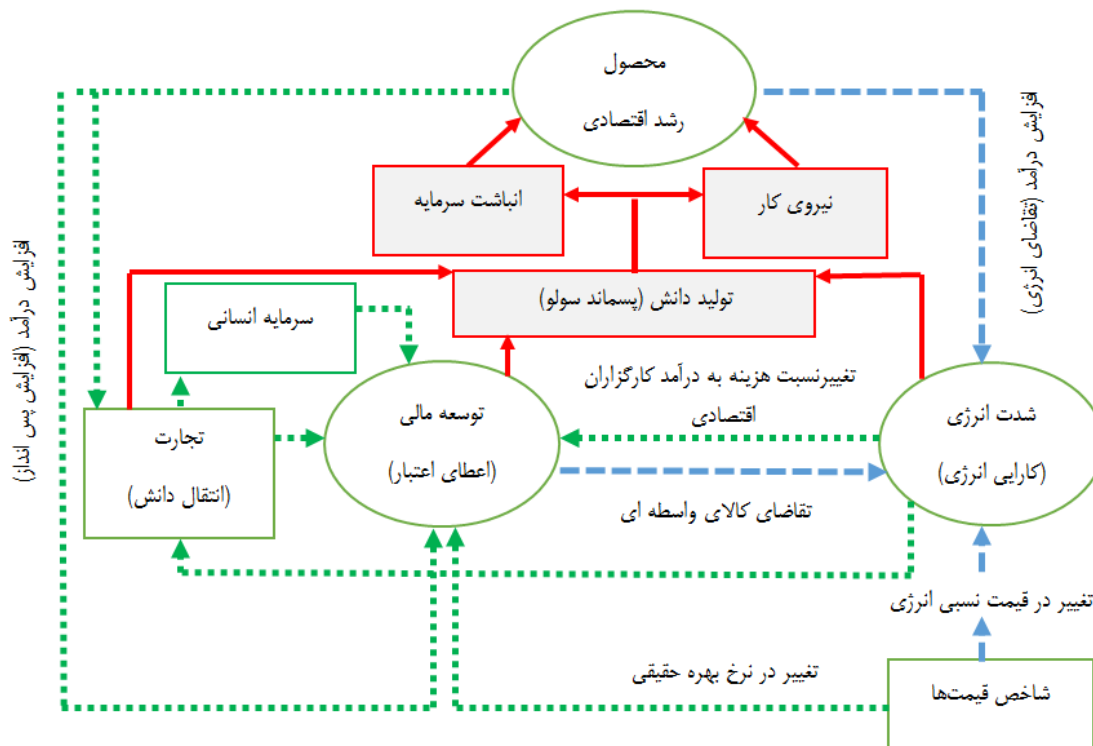 محصول
رشد اقتصادی
افزایش درآمد (تقاضای انرژی)
نیروی کار
انباشت سرمایه
افزایش درآمد (افزایش پس انداز)
تولید دانش (پسماند سولو)
سرمایه انسانی
تغییرنسبت هزینه به درآمد کارگزاران
اقتصادی
شدت انرژی
(کارایی انرژی)
توسعه مالی
(اعطای اعتبار)
تجارت
(انتقال دانش)
تقاضای کالای واسطه ای
تغییر در قیمت نسبی انرژی
تغییر در نرخ بهره حقیقی
شاخص قیمت‌ها